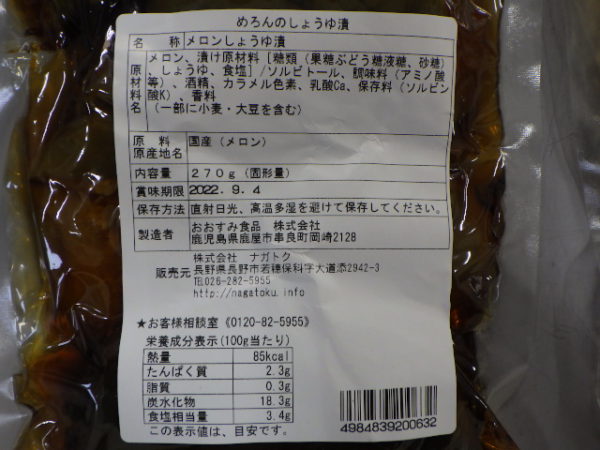 めろんのしょうゆ漬
名 称 メロンしょうゆ漬
原材料名 メロン、漬け原材料［糖類（果糖ぶどう糖液糖、砂糖）
、しょうゆ、食塩］/ソルビトール、調味料（アミノ酸
等）、酒精、カラメル色素、乳酸Ca、保存料（ソルビン
酸K）、香料
（一部に小麦・大豆を含む）
原料原産地名 国産（メロン）
内容量 270g（固形量）
賞味期限 2022.9.4
保存方法 直射日光、高温多湿を避けて保存してください。
製造者 おおすみ食品 株式会社
鹿児島県鹿屋市串良町岡崎2128
販売元 株式会社 ナガトク
長野県長野市若穂保科字大道添2942-3
TEL026-282-5955
http://nagatoku.info
★お客様相談室《0120-82-5955》
栄養成分表示(100g当たり)
熱量 85kcal
たんぱく質 2.3g
脂質 0.3g
炭水化物 18.3g
食塩相当量 3.4g
この表示値は、目安です。
4984839200632